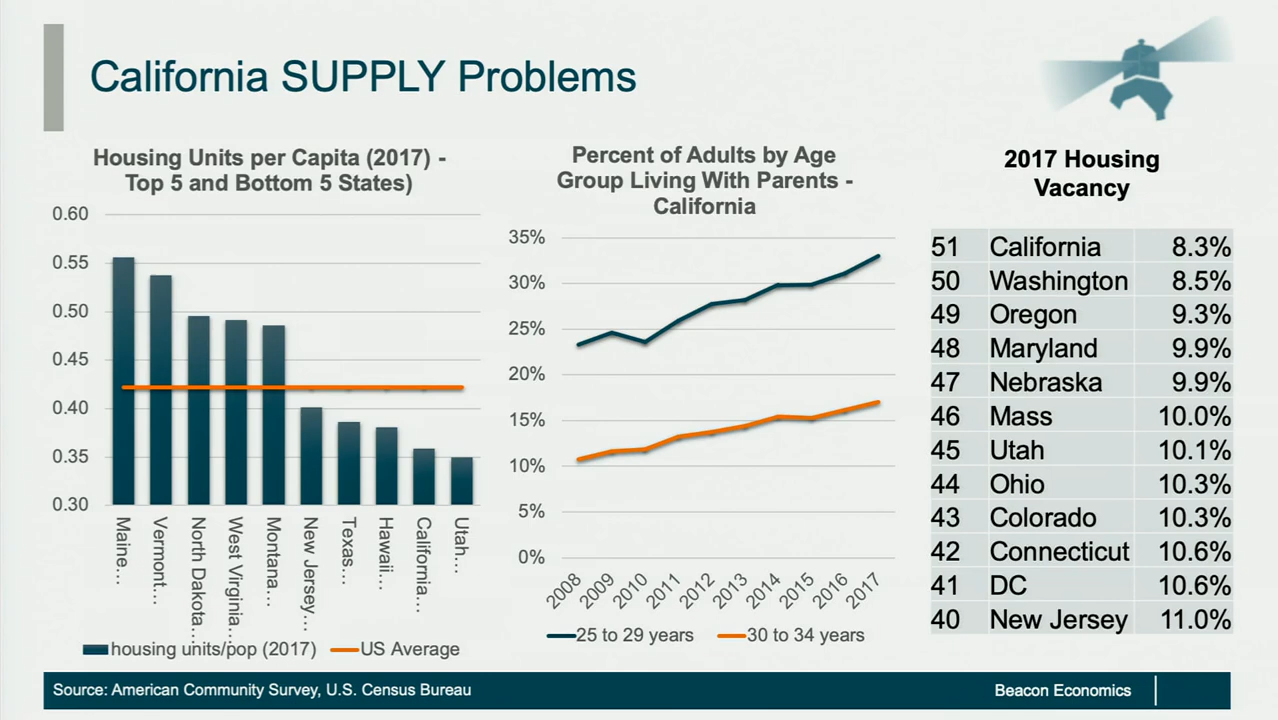 California SUPPLY Problems
Housing Units per Capita (2017) -
Top 5 and Bottom 5 States)
0.60
0.55
0.50
0.45
0.40
0.35
0.30
Maine...
Vermont...
North Dakota...
West Virginia...
Montana...
New Jersey...
Texas...
Hawaii...
California...
Utah...
housing units/pop (2017)
US Average
Percent of Adults by Age
Group Living With Parents -
California
35%
30%
25%
20%
15%
10%
5%
0%
2008
2009
2010
2011
2012
2013
2014
2015
2016
2017
25 to 29 years
30 to 34 years
2017 Housing
Vacancy
51 California 8.3%
50 Washington 8.5%
49 Oregon 9.3%
48 Maryland 9.9%
47 Nebraska 9.9%
46 Mass 10.0%
45 Utah 10.1%
44 Ohio 10.3%
43 Colorado 10.3%
42 Connecticut 10.6%
41 DC 10.6%
40 New Jersey 11.0%
Source: American Community Survey, U.S. Census Bureau
Beacon Economics